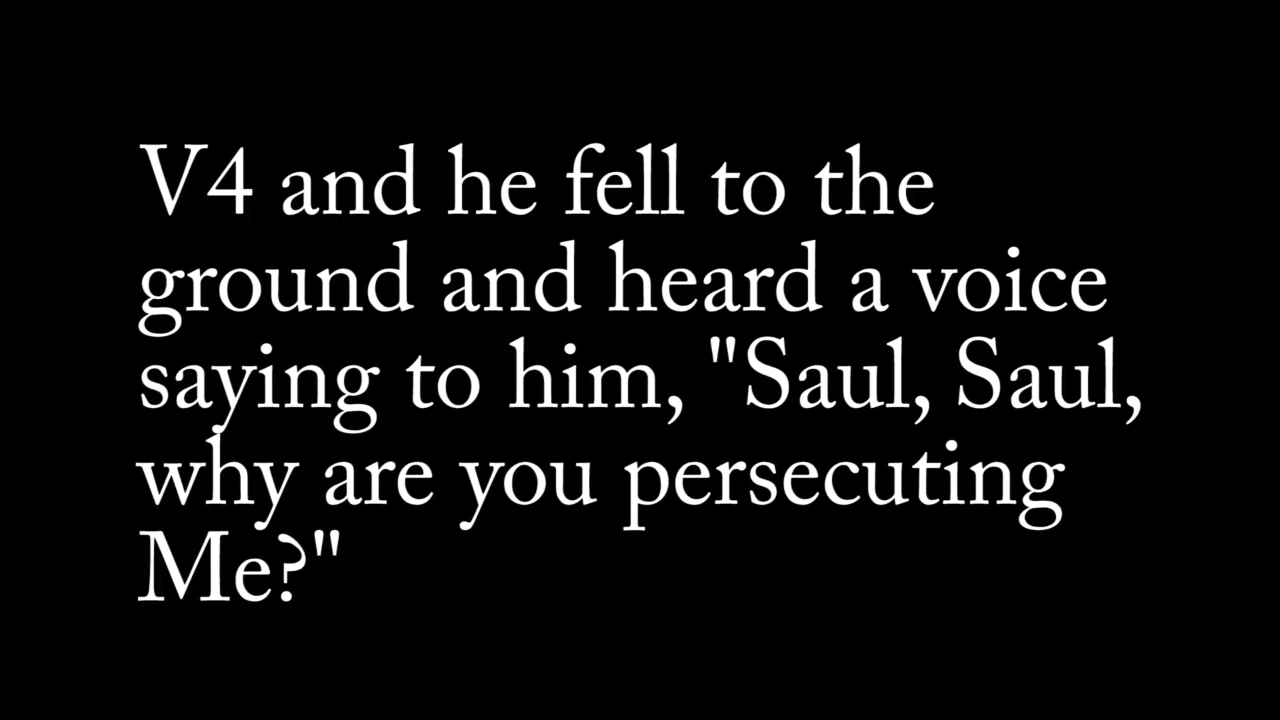 V4 and he fell to the
ground and heard a voice
saying to him, "Saul, Saul,
why are you persecuting
Me?"